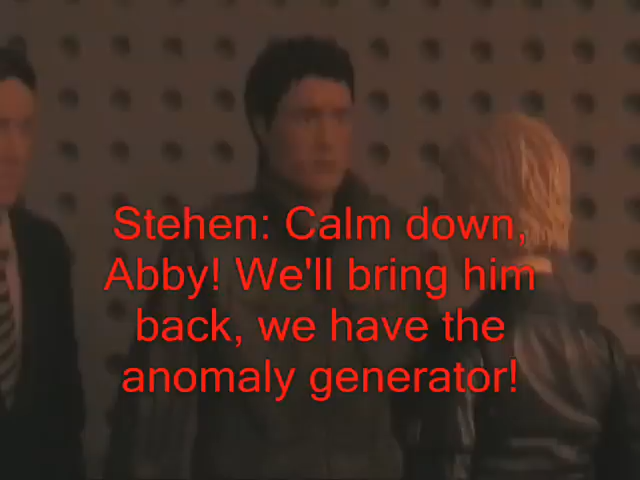 Stehen: Calm down,
Abby! We'll bring him
back, we have the
anomaly generator!